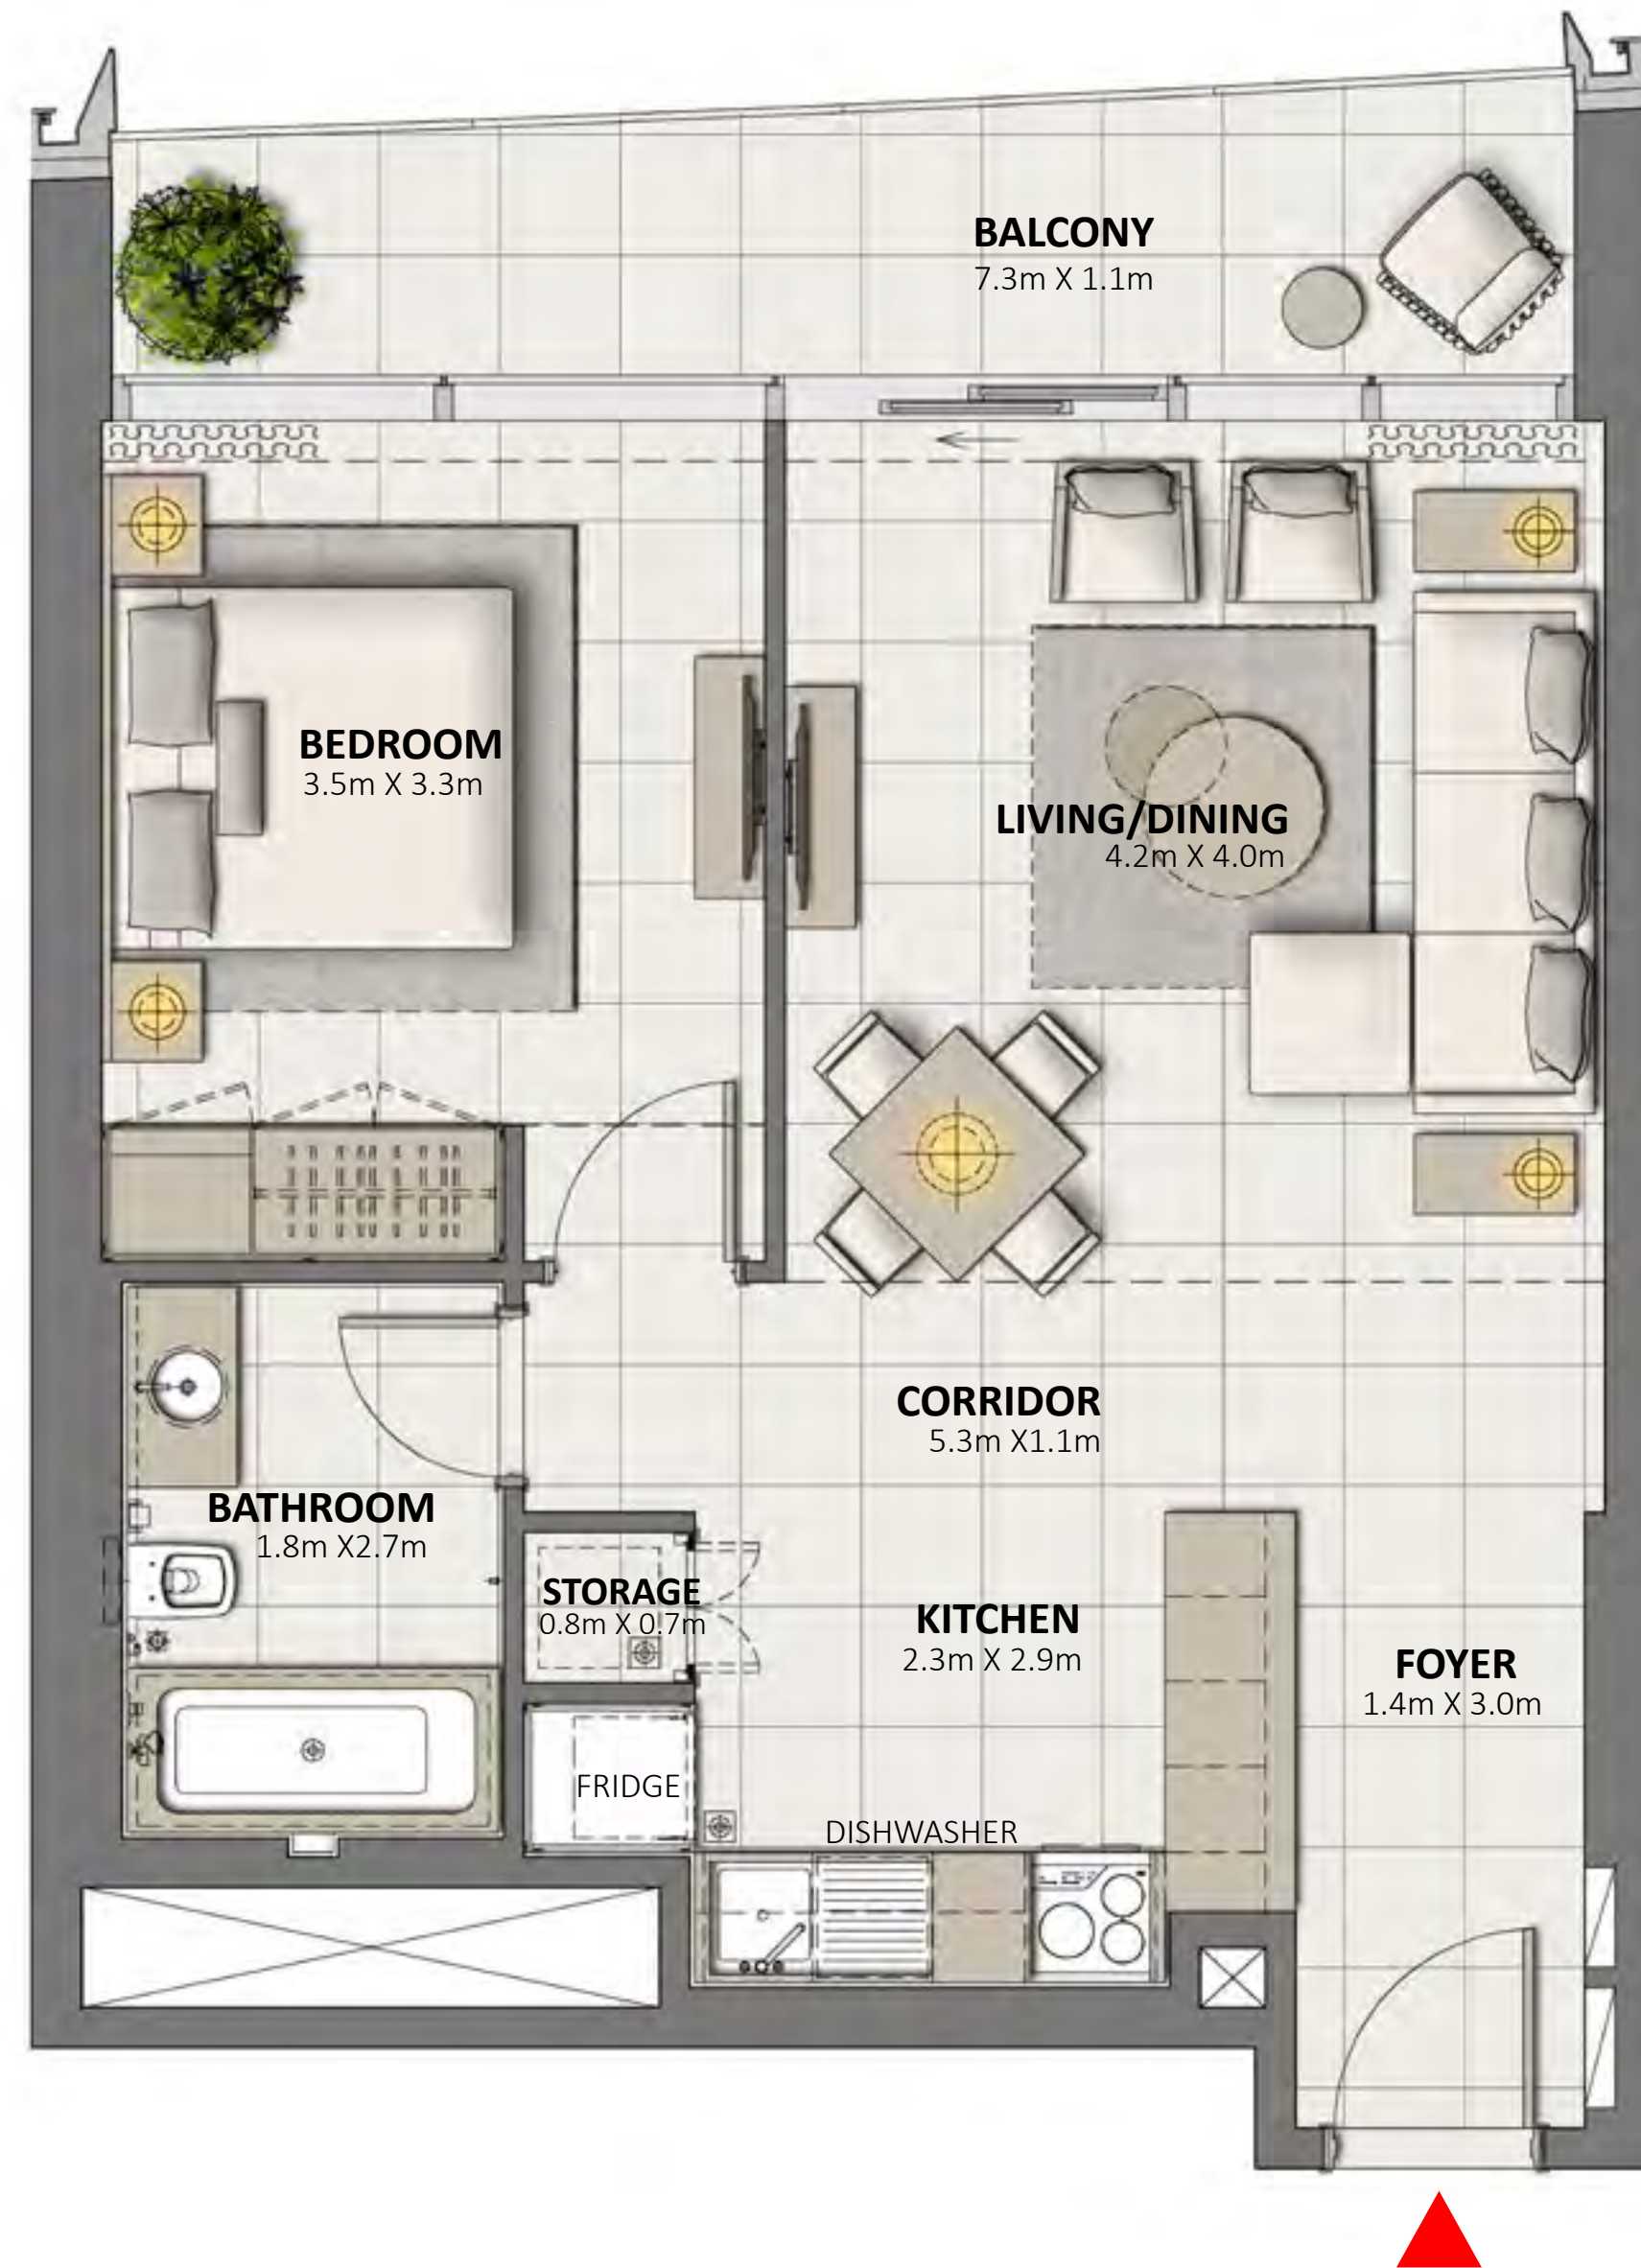 BALCONY
7.3m X 1.1m
BEDROOM
3.5m X 3.3m
LIVING/DINING
4.2m X 4.0m
CORRIDOR
5.3m X1.1m
BATHROOM
1.8m X2.7m
STORAGE
0.8m X 0.7m
KITCHEN
2.3m X 2.9m
FOYER
1.4m X 3.0m
FRIDGE
DISHWASHER